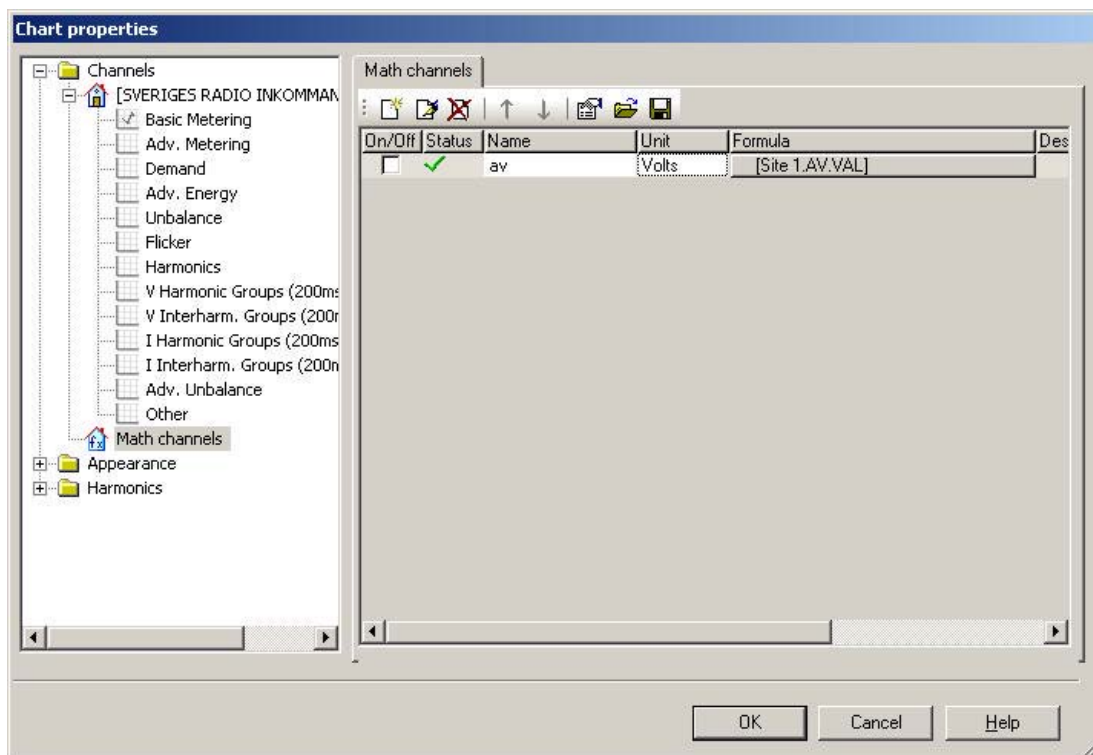 Chart properties
Channels
[SVERIGES RADIO INKOMMAN
Basic Metering
Adv. Metering
Demand
Adv. Energy
Unbalance
Flicker
Harmonics
V Harmonic Groups (200ms
V Interharm. Groups (200r
I Harmonic Groups (200ms
I Interharm. Groups (200n
Adv. Unbalance
Other
fx Math channels
Appearance
Harmonics
Math channels
On/Off Status Name Unit Formula Des
av Volts [Site 1.AV.VAL]
OK Cancel Help